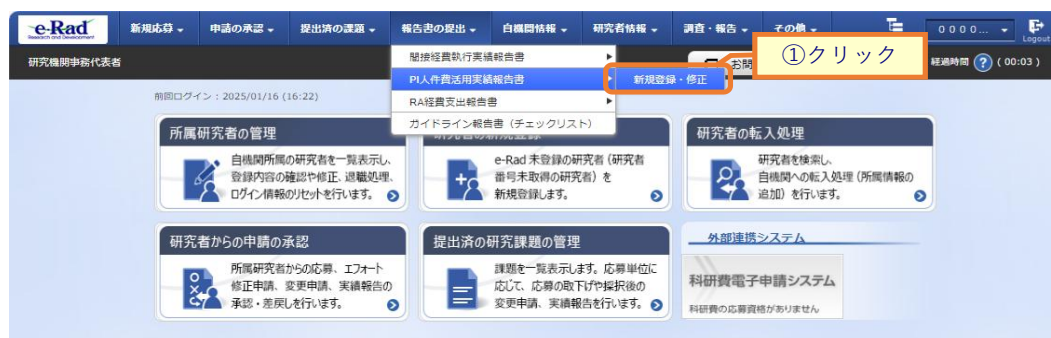 e-Rad
Research and Development
新規応募
申請の承認
提出済の課題
報告書の提出
自機関情報
研究者情報
調査・報告
その他
0000...
Logout
研究機関事務代表者
お問
経過時間 ? ( 00:03 )
①クリック
間接経費執行実績報告書
PI人件費活用実績報告書
新規登録・修正
RA経費支出報告書
ガイドライン報告書（チェックリスト）
前回ログイン : 2025/01/16 (16:22)
所属研究者の管理
自機関所属の研究者を一覧表示し、
登録内容の確認や修正、退職処理、
ログイン情報のリセットを行います。
研究者の新規登録
e-Rad 未登録の研究者（研究者
番号未取得の研究者）を
新規登録します。
研究者の転入処理
研究者を検索し、
自機関への転入処理（所属情報の
追加）を行います。
研究者からの申請の承認
所属研究者からの応募、エフォート
修正申請、変更申請、実績報告の
承認・差戻しを行います。
提出済の研究課題の管理
課題を一覧表示します。応募単位に
応じて、応募の取下げや採択後の
変更申請、実績報告を行います。
外部連携システム
科研費電子申請システム
科研費の応募資格がありません